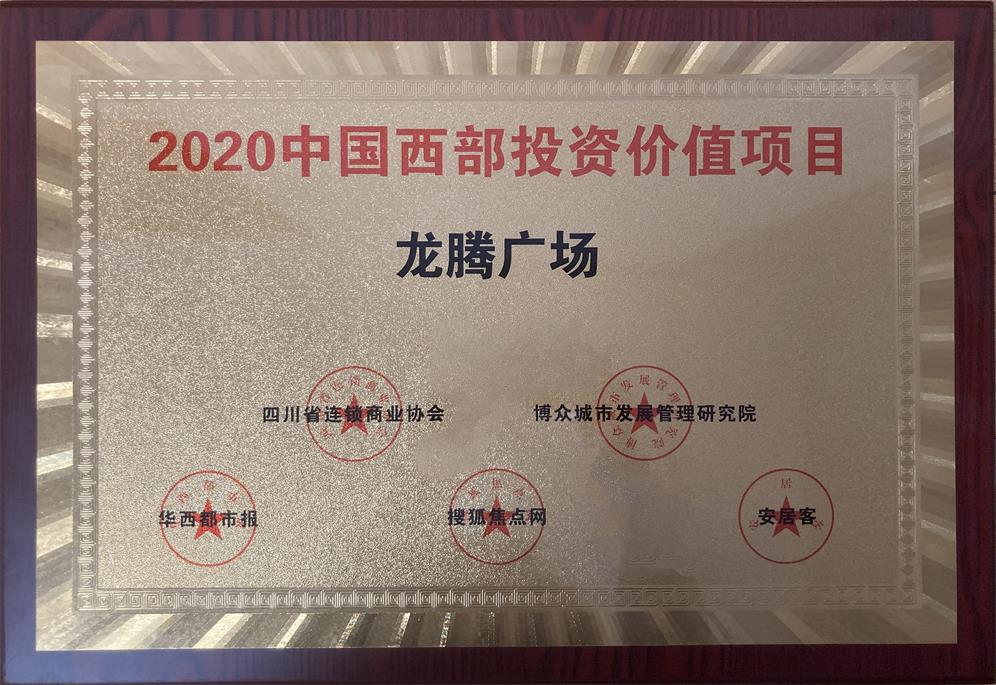 2020中国西部投资价值项目
龙腾广场
四川省连锁商业协会 博众城市发展管理研究院
华西都市报 搜狐焦点网 安居客